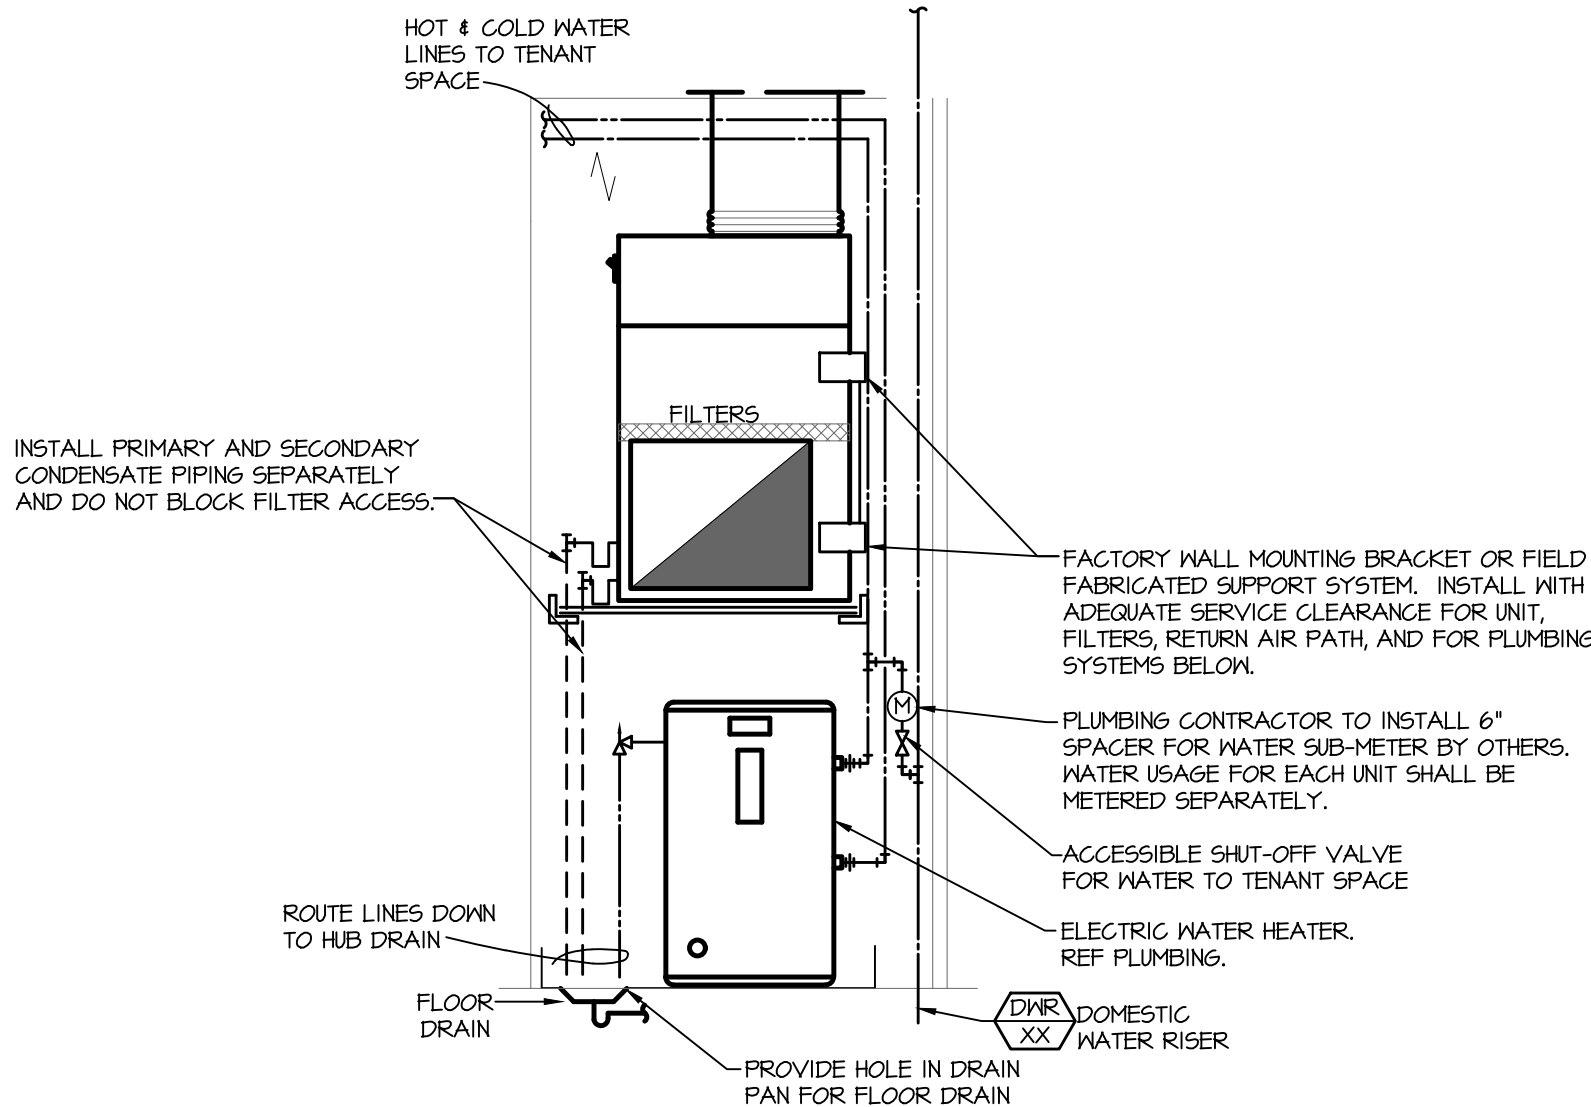 HOT & COLD WATER
LINES TO TENANT
SPACE
FILTERS
INSTALL PRIMARY AND SECONDARY
CONDENSATE PIPING SEPARATELY
AND DO NOT BLOCK FILTER ACCESS.
FACTORY WALL MOUNTING BRACKET OR FIELD
FABRICATED SUPPORT SYSTEM. INSTALL WITH
ADEQUATE SERVICE CLEARANCE FOR UNIT,
FILTERS, RETURN AIR PATH, AND FOR PLUMBING
SYSTEMS BELOW.
M
PLUMBING CONTRACTOR TO INSTALL 6"
SPACER FOR WATER SUB-METER BY OTHERS.
WATER USAGE FOR EACH UNIT SHALL BE
METERED SEPARATELY.
ACCESSIBLE SHUT-OFF VALVE
FOR WATER TO TENANT SPACE
ROUTE LINES DOWN
TO HUB DRAIN
ELECTRIC WATER HEATER.
REF PLUMBING.
FLOOR
DRAIN
DWR
XX
DOMESTIC
WATER RISER
PROVIDE HOLE IN DRAIN
PAN FOR FLOOR DRAIN